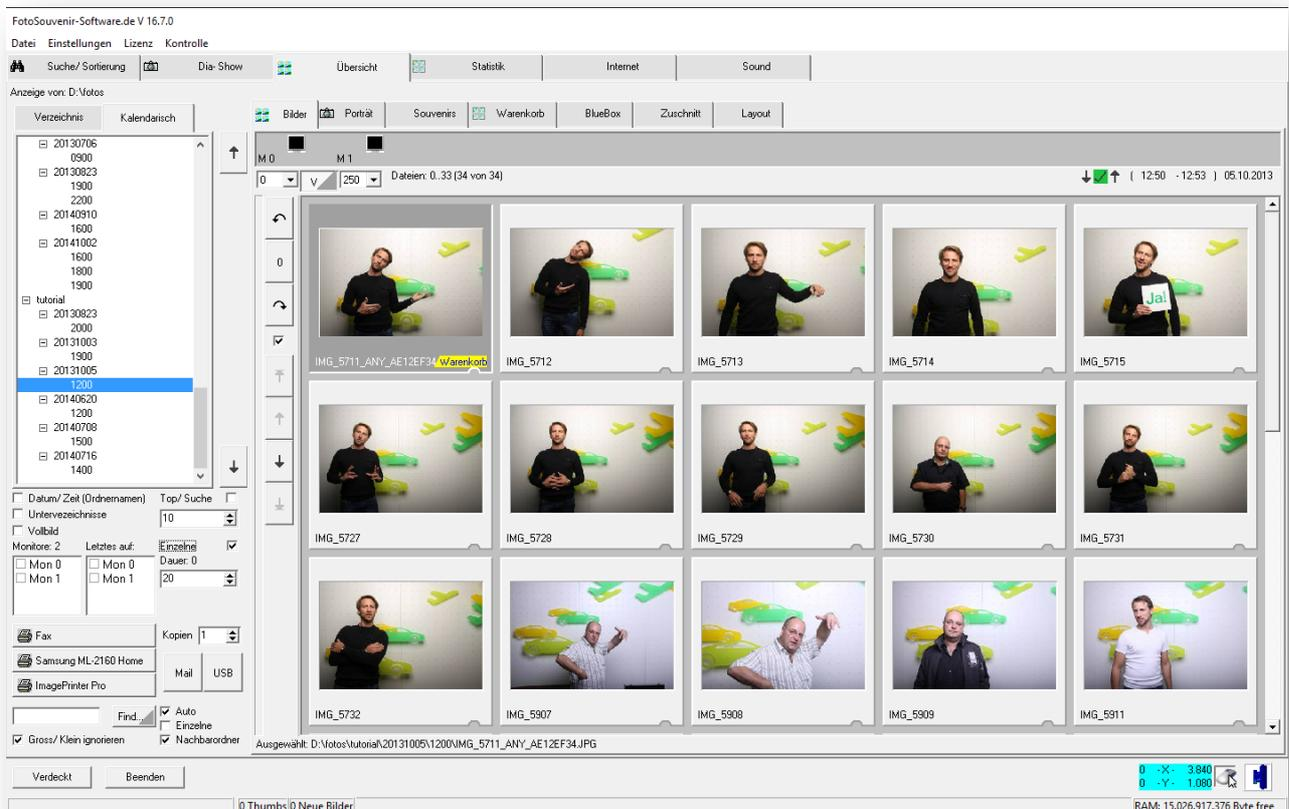 FotoSouvenir-Software.de V 16.7.0
Datei Einstellungen Lizenz Kontrolle
Suche/ Sortierung Dia- Show Übersicht Statistik Internet Sound
Anzeige von: D:\fotos
Verzeichnis Kalendarisch
Bilder Porträt Souvenirs Warenkorb BlueBox Zuschnitt Layout
20130706
0900
20130823
1900
2200
20140910
1600
20141002
1600
1800
1900
tutorial
20130823
2000
20131003
1900
20131005
1200
20140620
1200
20140708
1500
20140716
1400
Datum/ Zeit (Ordnernamen) Top/ Suche
Untervezeichnisse
10
Vollbild
Monitore: 2 Letztes auf: Einzelne
Dauer: 0
Mon 0 Mon 0
Mon 1 Mon 1
20
Fax
Kopien 1
Samsung ML-2160 Home
Mail USB
ImagePrinter Pro
Find...
Auto
Einzelne
Gross/ Klein ignorieren Nachbarordner
M 0 M 1
0 V 250 Dateien: 0..33 (34 von 34) ( 12:50 - 12:53 ) 05.10.2013
0
Ja!
IMG_5711_ANY_AE12EF34 Warenkorb IMG_5712 IMG_5713 IMG_5714 IMG_5715
IMG_5727 IMG_5728 IMG_5729 IMG_5730 IMG_5731
IMG_5732 IMG_5907 IMG_5908 IMG_5909 IMG_5911
Ausgewählt: D:\fotos\tutorial\20131005\1200\IMG_5711_ANY_AE12EF34.JPG
Verdeckt Beenden
0 -X- 3.840
0 -Y- 1.080
0 Thumbs 0 Neue Bilder RAM: 15.026.917.376 Byte free